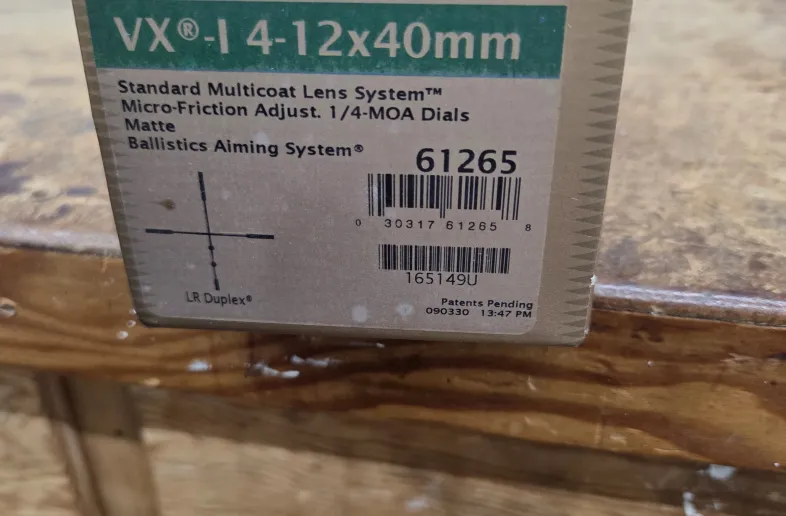 VX®-I 4-12x40mm
Standard Multicoat Lens System™
Micro-Friction Adjust. 1/4-MOA Dials
Matte
Ballistics Aiming System®
61265
0 30317 61265 8
165149U
LR Duplex®
Patents Pending
090330 13:47 PM